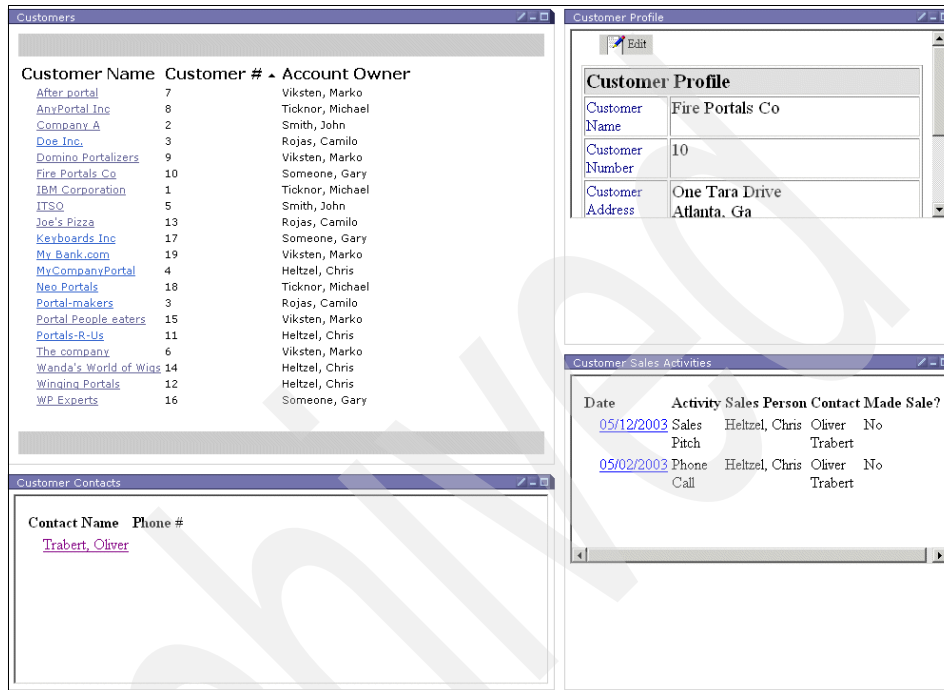 Customers
Customer Name Customer # Account Owner
After portal 7 Viksten, Marko
AnyPortal Inc 8 Ticknor, Michael
Company A 2 Smith, John
Doe Inc. 3 Rojas, Camilo
Domino Portalizers 9 Viksten, Marko
Fire Portals Co 10 Someone, Gary
IBM Corporation 1 Ticknor, Michael
ITSO 5 Smith, John
Joe's Pizza 13 Rojas, Camilo
Keyboards Inc 17 Someone, Gary
My Bank.com 19 Viksten, Marko
MyCompanyPortal 4 Heltzel, Chris
Neo Portals 18 Ticknor, Michael
Portal-makers 3 Rojas, Camilo
Portal People eaters 15 Viksten, Marko
Portals-R-Us 11 Heltzel, Chris
The company 6 Viksten, Marko
Wanda's World of Wigs 14 Heltzel, Chris
Winging Portals 12 Heltzel, Chris
WP Experts 16 Someone, Gary
Customer Contacts
Contact Name Phone #
Trabert, Oliver
Customer Profile
Edit
Customer Profile
Customer Fire Portals Co
Name
Customer 10
Number
Customer One Tara Drive
Address Atlanta, Ga
Customer Sales Activities
Date Activity Sales Person Contact Made Sale?
05/12/2003 Sales Heltzel, Chris Oliver No
Pitch Trabert
05/02/2003 Phone Heltzel, Chris Oliver No
Call Trabert